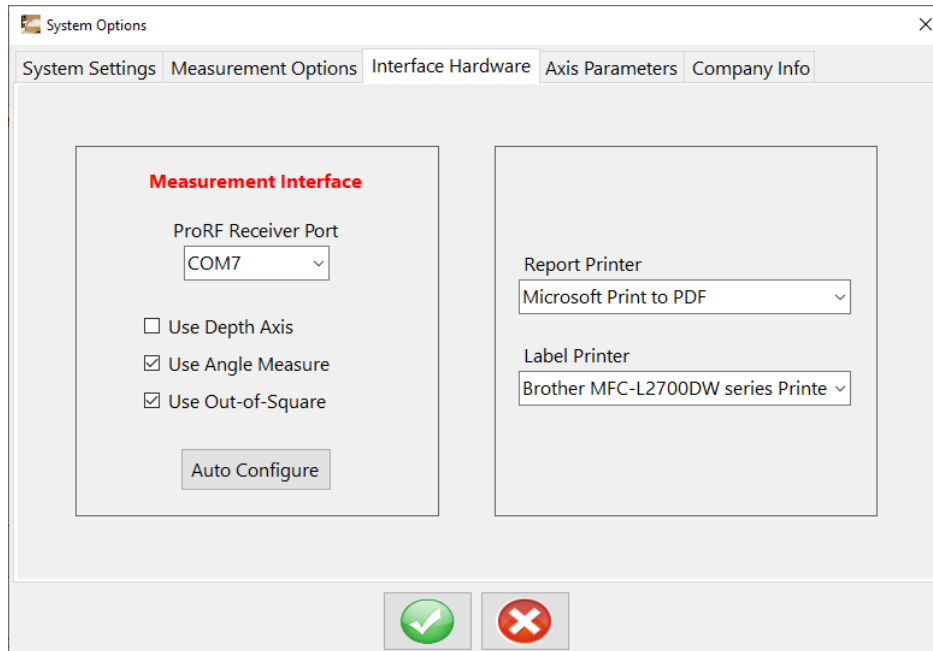 System Options
System Settings Measurement Options Interface Hardware Axis Parameters Company Info
Measurement Interface
ProRF Receiver Port
COM7
Use Depth Axis
Use Angle Measure
Use Out-of-Square
Auto Configure
Report Printer
Microsoft Print to PDF
Label Printer
Brother MFC-L2700DW series Printe